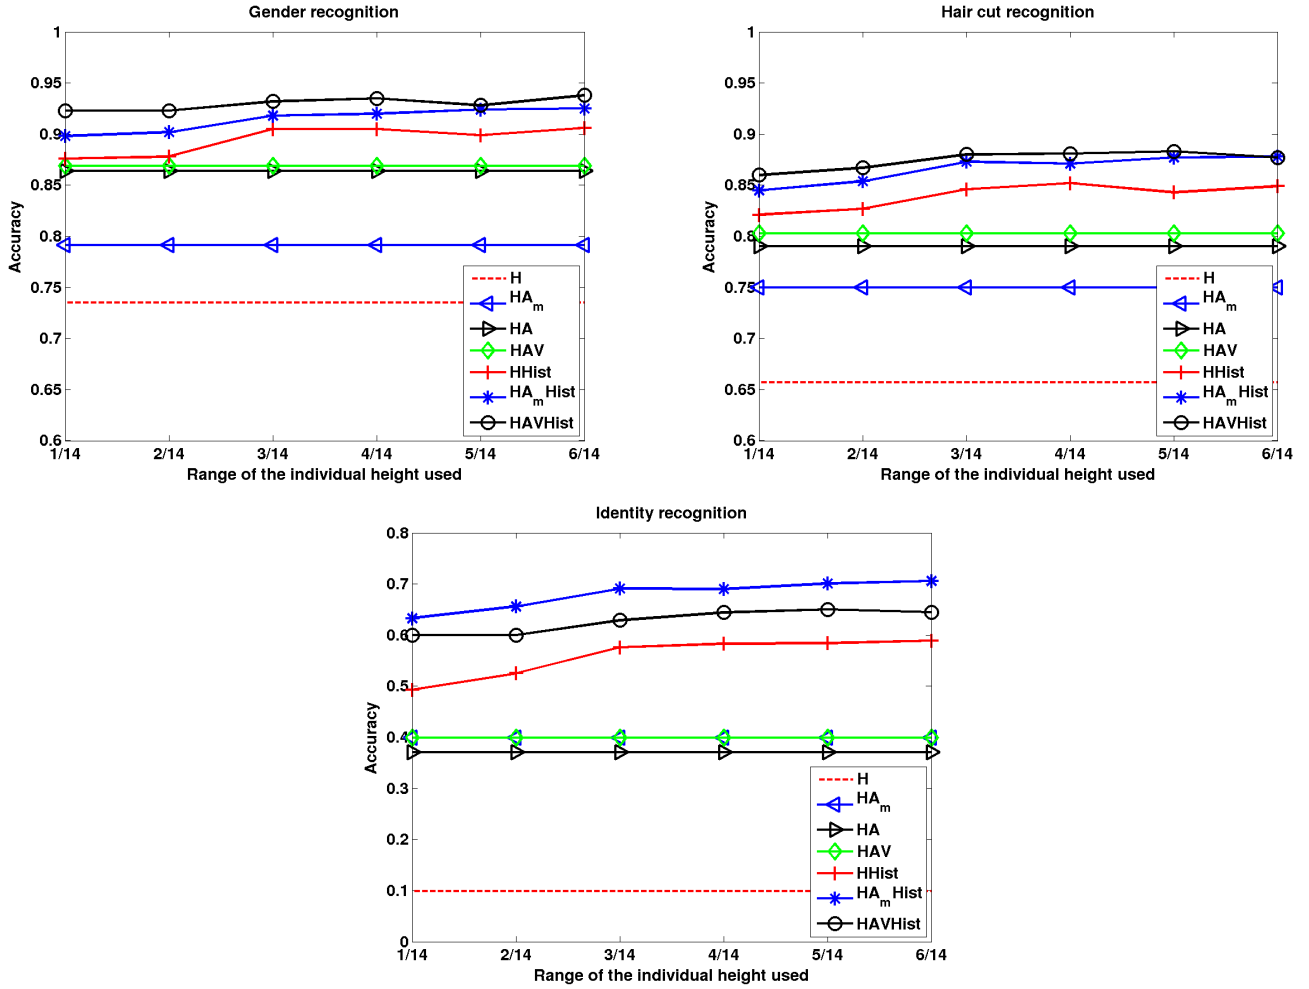 Gender recognition
1
0.95
0.9
0.85
0.8
0.75
0.7
0.65
0.6
Accuracy
1/14 2/14 3/14 4/14 5/14 6/14
Range of the individual height used
H
HAm
HA
HAV
HHist
HAmHist
HAVHist
Hair cut recognition
1
0.95
0.9
0.85
0.8
0.75
0.7
0.65
0.6
Accuracy
1/14 2/14 3/14 4/14 5/14 6/14
Range of the individual height used
H
HAm
HA
HAV
HHist
HAmHist
HAVHist
Identity recognition
0.8
0.7
0.6
0.5
0.4
0.3
0.2
0.1
0
Accuracy
1/14 2/14 3/14 4/14 5/14 6/14
Range of the individual height used
H
HAm
HA
HAV
HHist
HAmHist
HAVHist